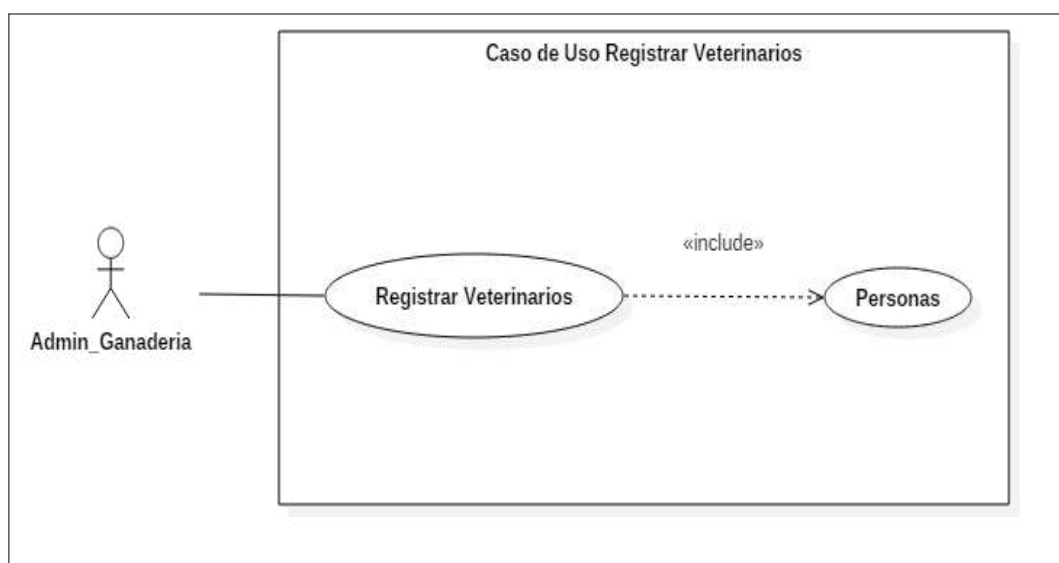 Caso de Uso Registrar Veterinarios
«include»
Registrar Veterinarios
Personas
Admin_Ganaderia